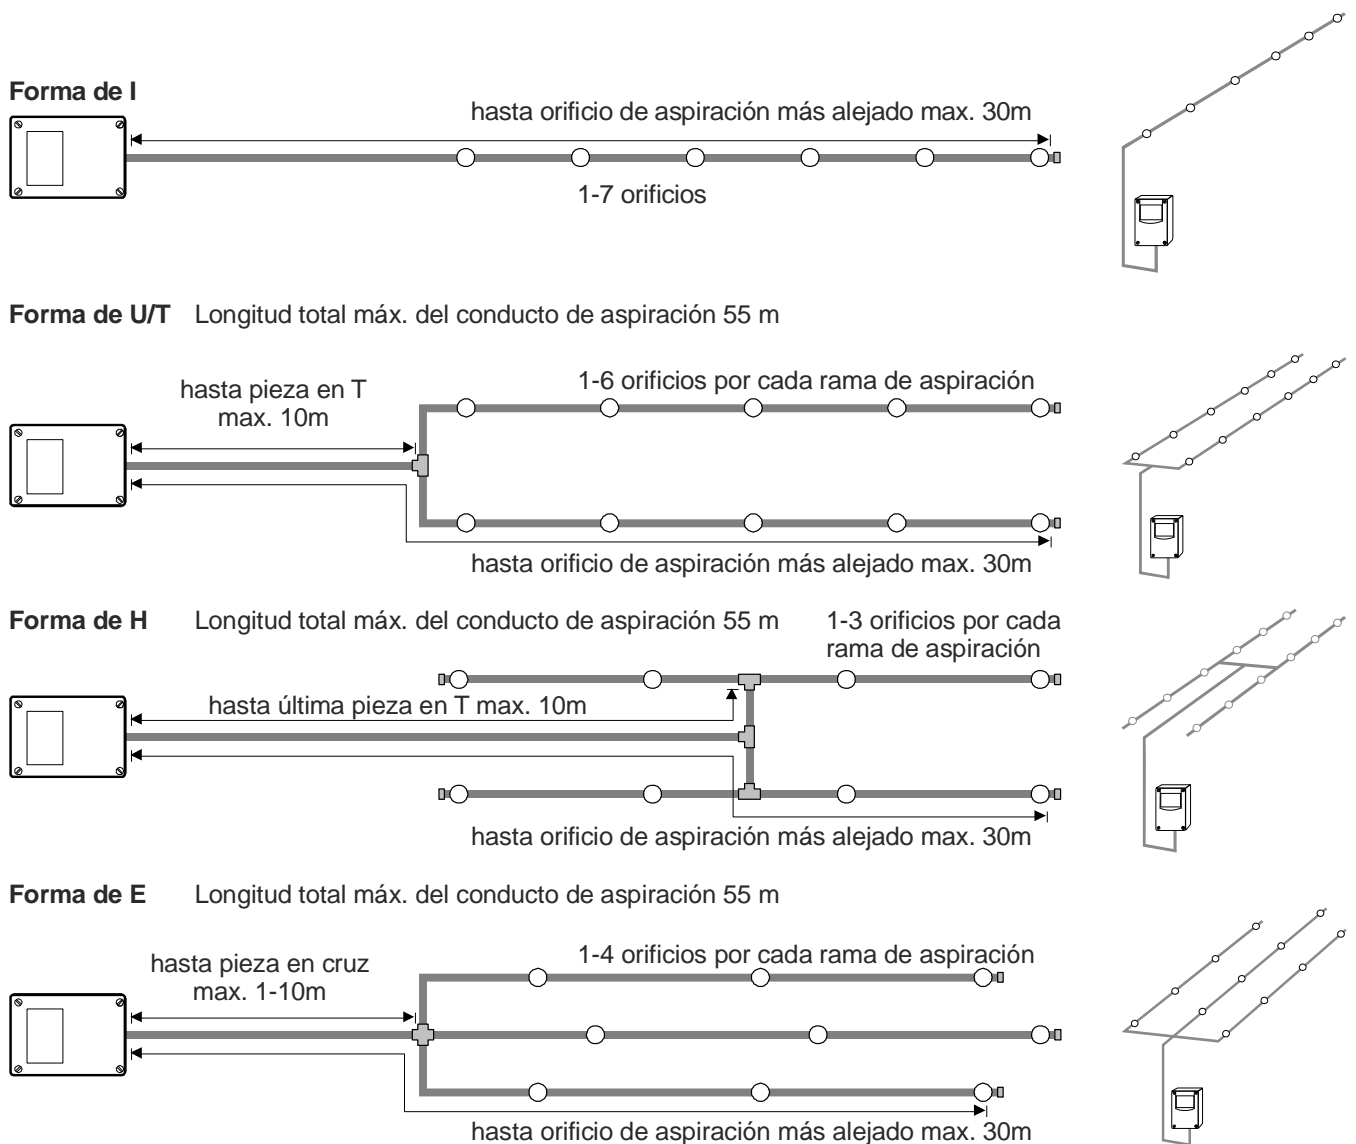 Forma de I
hasta orificio de aspiración más alejado max. 30m
1-7 orificios
Forma de U/T Longitud total máx. del conducto de aspiración 55 m
hasta pieza en T
max. 10m
1-6 orificios por cada rama de aspiración
hasta orificio de aspiración más alejado max. 30m
Forma de H Longitud total máx. del conducto de aspiración 55 m
1-3 orificios por cada
rama de aspiración
hasta última pieza en T max. 10m
hasta orificio de aspiración más alejado max. 30m
Forma de E Longitud total máx. del conducto de aspiración 55 m
hasta pieza en cruz
max. 1-10m
1-4 orificios por cada rama de aspiración
hasta orificio de aspiración más alejado max. 30m